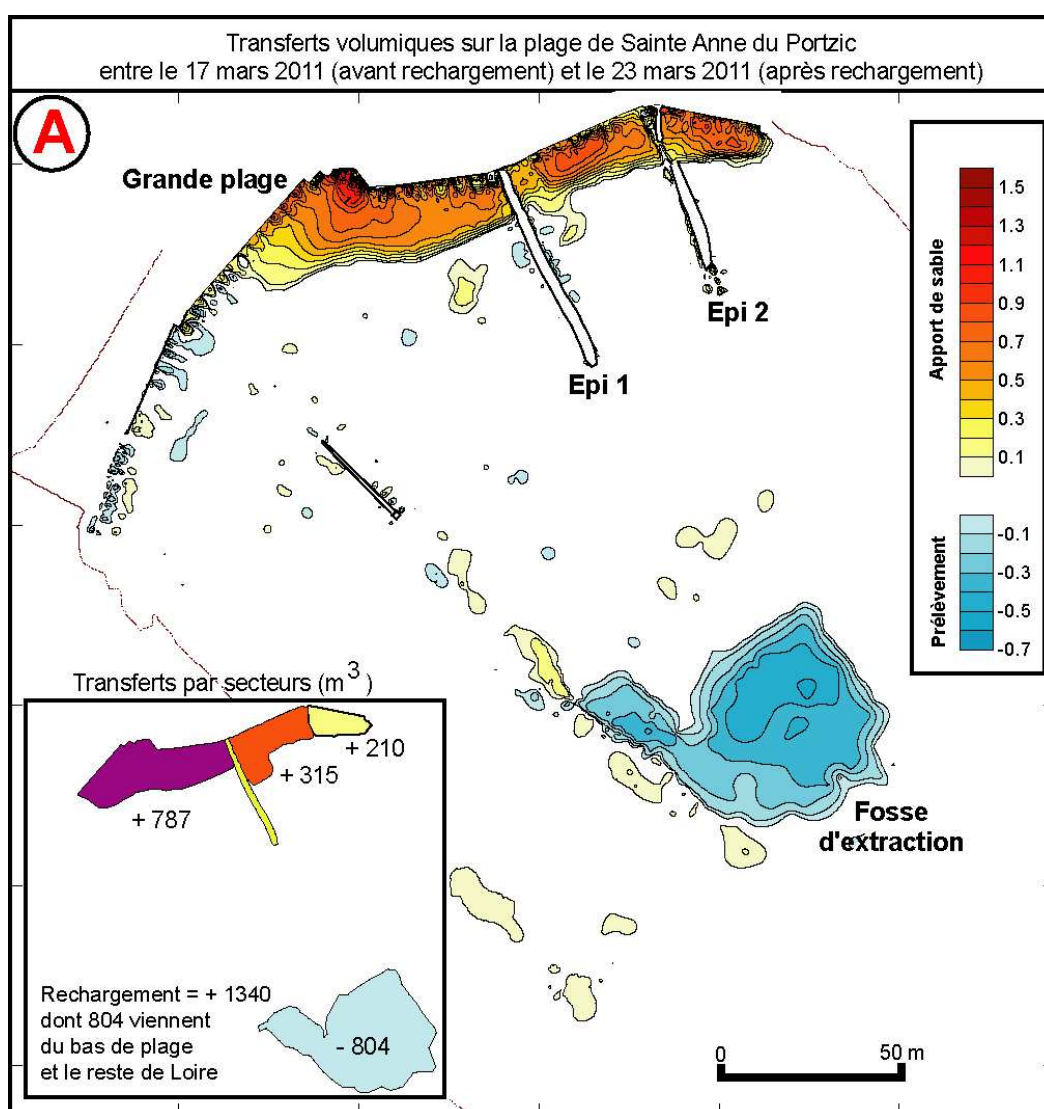 Transferts volumiques sur la plage de Sainte Anne du Portzic
entre le 17 mars 2011 (avant rechargement) et le 23 mars 2011 (après rechargement)
A
Grande plage
Epi 2
Epi 1
Apport de sable
1.5
1.3
1.1
0.9
0.7
0.5
0.3
0.1
Prélèvement
-0.1
-0.3
-0.5
-0.7
Fosse
d'extraction
Transferts par secteurs (m3)
+ 210
+ 315
+ 787
Rechargement = + 1340
dont 804 viennent
du bas de plage
et le reste de Loire
- 804
0 50 m